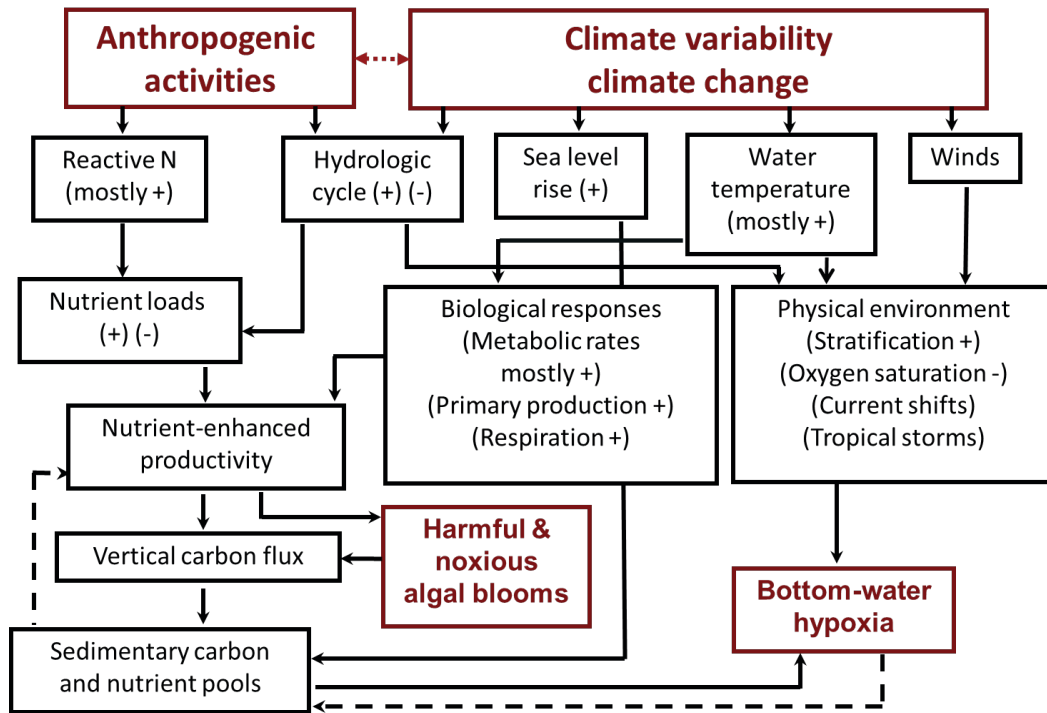 Anthropogenic
activities
Climate variability
climate change
Reactive N
(mostly +)
Hydrologic
cycle (+) (-)
Sea level
rise (+)
Water
temperature
(mostly +)
Winds
Nutrient loads
(+) (-)
Biological responses
(Metabolic rates
mostly +)
(Primary production +)
(Respiration +)
Physical environment
(Stratification +)
(Oxygen saturation -)
(Current shifts)
(Tropical storms)
Nutrient-enhanced
productivity
Vertical carbon flux
Harmful &
noxious
algal blooms
Bottom-water
hypoxia
Sedimentary carbon
and nutrient pools